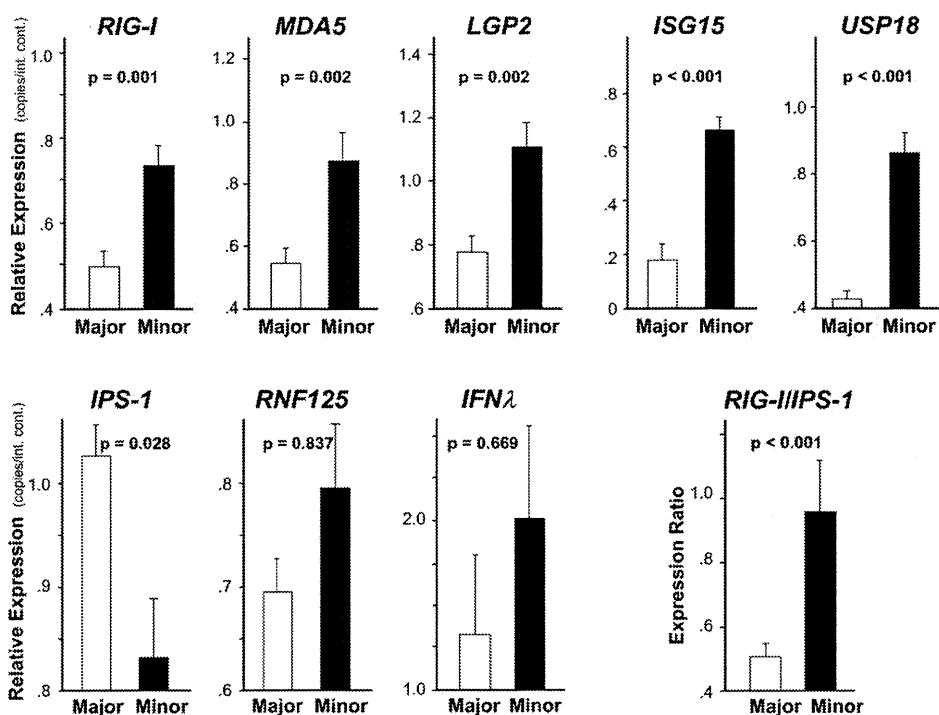 RIG-I
MDA5
LGP2
ISG15
USP18
Relative Expression (copies/int. cont.)
1.0
.8
.6
.4
p = 0.001
Major Minor
1.2
1.0
.8
.6
.4
p = 0.002
Major Minor
1.4
1.2
1.0
.8
.6
p = 0.002
Major Minor
.8
.6
.4
.2
0
p < 0.001
Major Minor
1.0
.8
.6
.4
p < 0.001
Major Minor
IPS-1
RNF125
IFNλ
RIG-I/IPS-1
Relative Expression (copies/int. cont.)
1.0
.9
.8
p = 0.028
Major Minor
.8
.7
.6
p = 0.837
Major Minor
2.0
1.0
p = 0.669
Major Minor
Expression Ratio
1.0
.8
.6
.4
p < 0.001
Major Minor